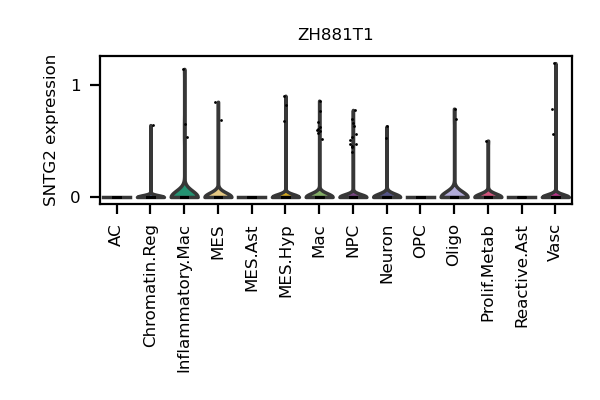 ZH881T1
SNTG2 expression
1
0
AC
Chromatin.Reg
Inflammatory.Mac
MES
MES.Ast
MES.Hyp
Mac
NPC
Neuron
OPC
Oligo
Prolif.Metab
Reactive.Ast
Vasc